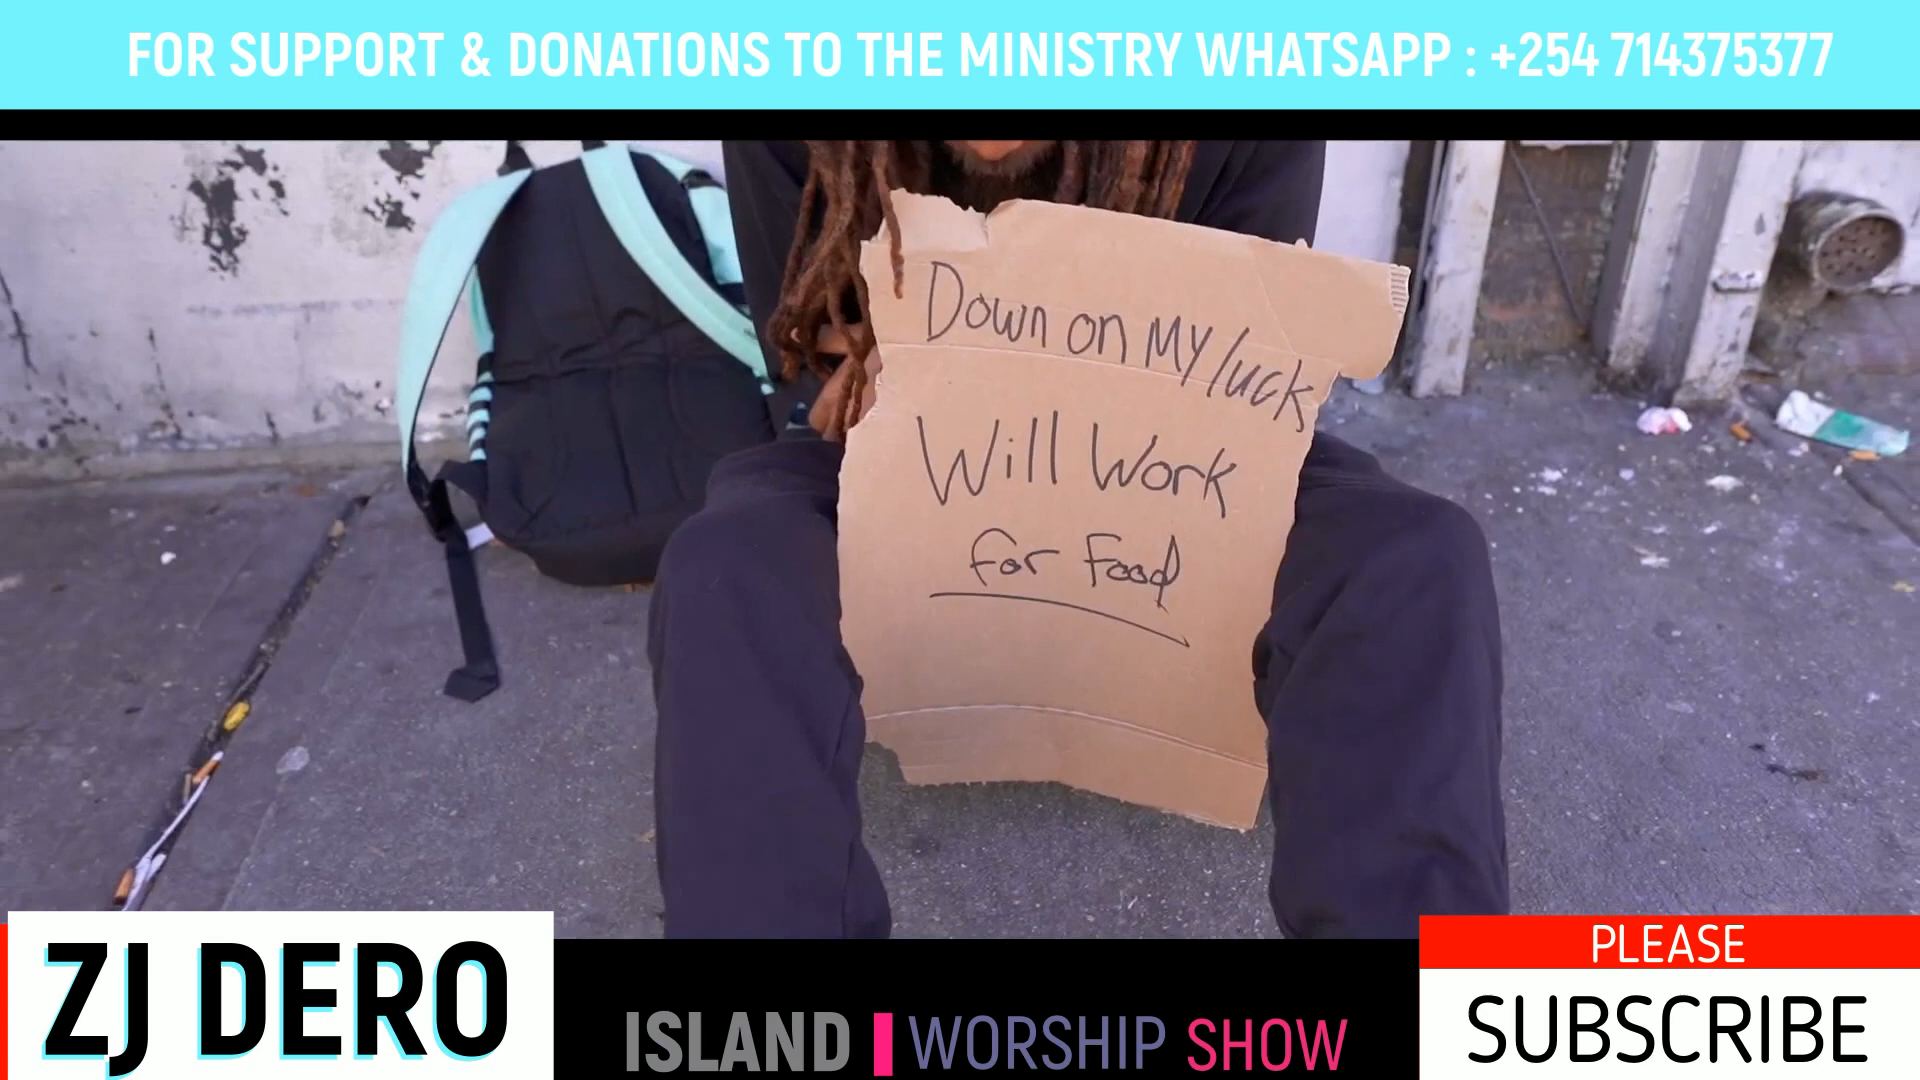 FOR SUPPORT & DONATIONS TO THE MINISTRY WHATSAPP : +254 714375377
Down on My luck
Will Work
for Food
ZJ DERO
ISLAND WORSHIP SHOW
PLEASE
SUBSCRIBE